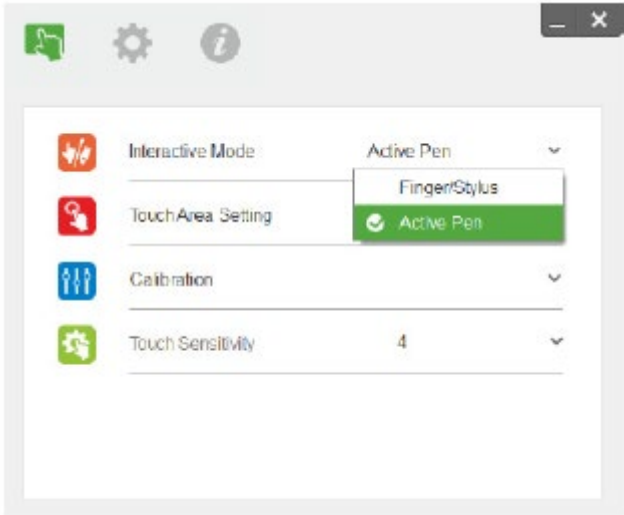 Interactive Mode Active Pen
Finger/Stylus
Touch Area Setting
Active Pen
Calibration
Touch Sensitivity 4